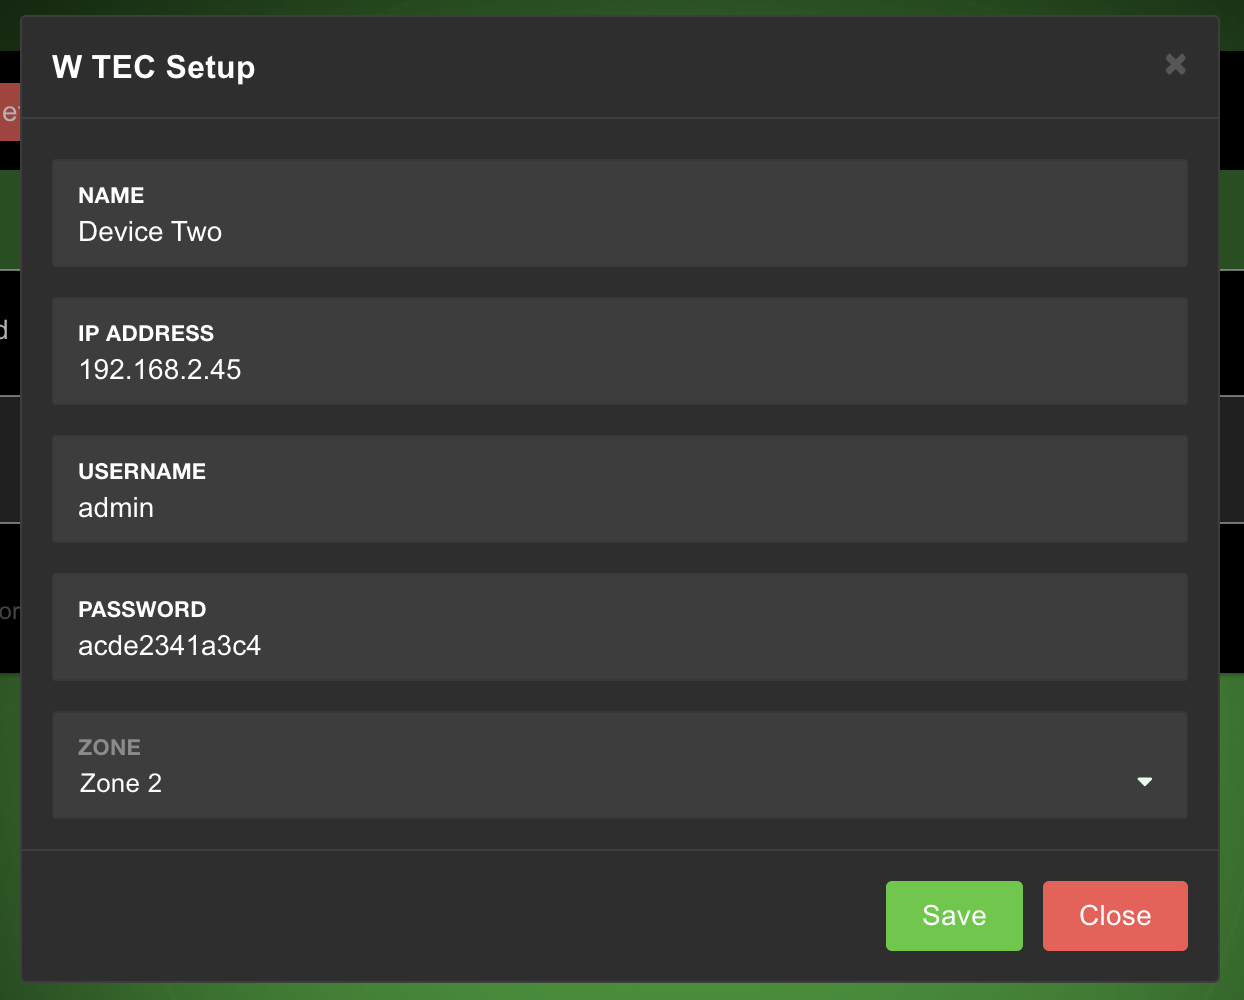 W TEC Setup
NAME
Device Two
IP ADDRESS
192.168.2.45
USERNAME
admin
PASSWORD
acde2341a3c4
ZONE
Zone 2
Save
Close